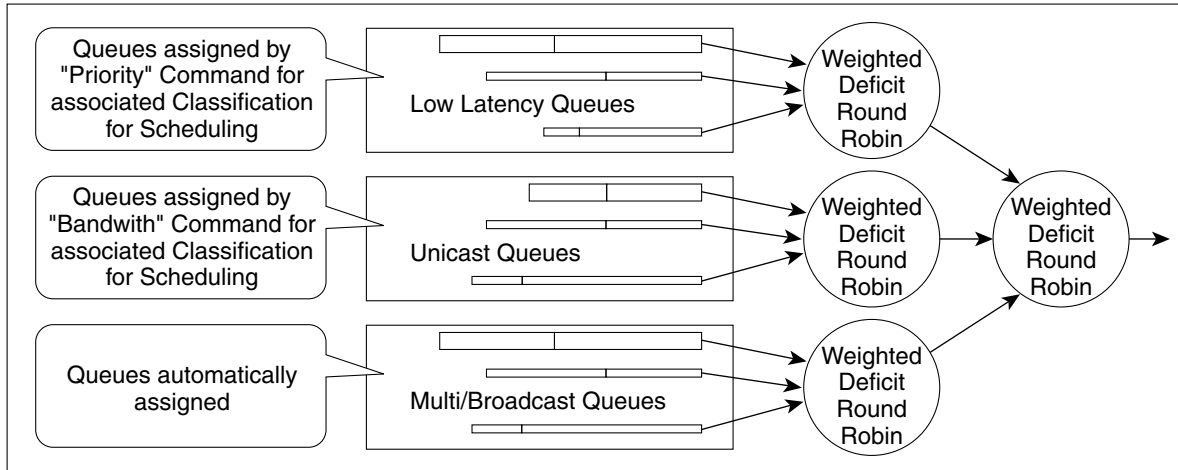 Queues assigned by
"Priority" Command for
associated Classification
for Scheduling
Low Latency Queues
Weighted
Deficit
Round
Robin
Queues assigned by
"Bandwith" Command for
associated Classification
for Scheduling
Unicast Queues
Weighted
Deficit
Round
Robin
Weighted
Deficit
Round
Robin
Queues automatically
assigned
Multi/Broadcast Queues
Weighted
Deficit
Round
Robin